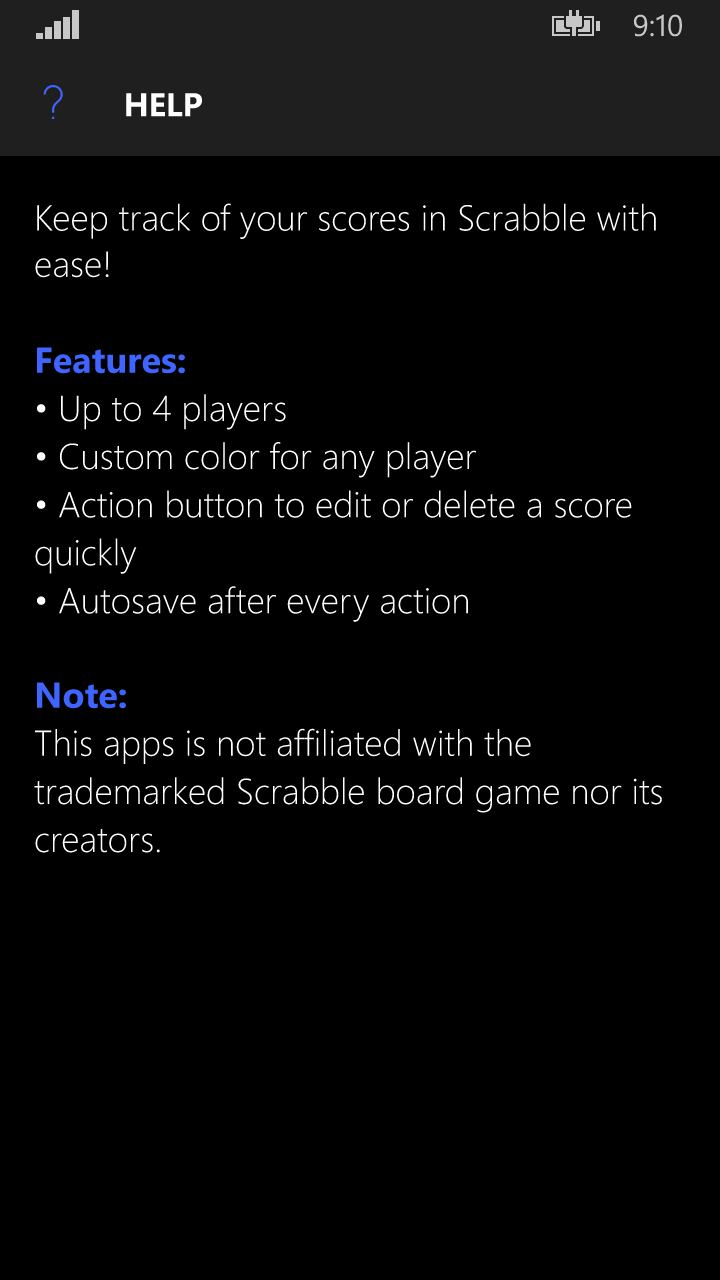 9:10
? HELP
Keep track of your scores in Scrabble with
ease!
Features:
• Up to 4 players
• Custom color for any player
• Action button to edit or delete a score
quickly
• Autosave after every action
Note:
This apps is not affiliated with the
trademarked Scrabble board game nor its
creators.